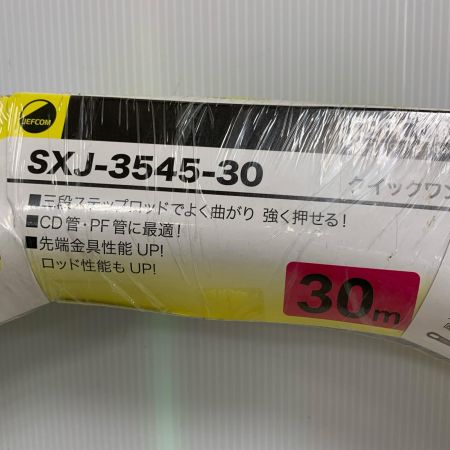 JEFCOM
SXJ-3545-30
クイックワン
■三段ステップロッドでよく曲がり 強く押せる!
■CD管・PF管に最適!
■先端金具性能UP!
ロッド性能もUP!
30m